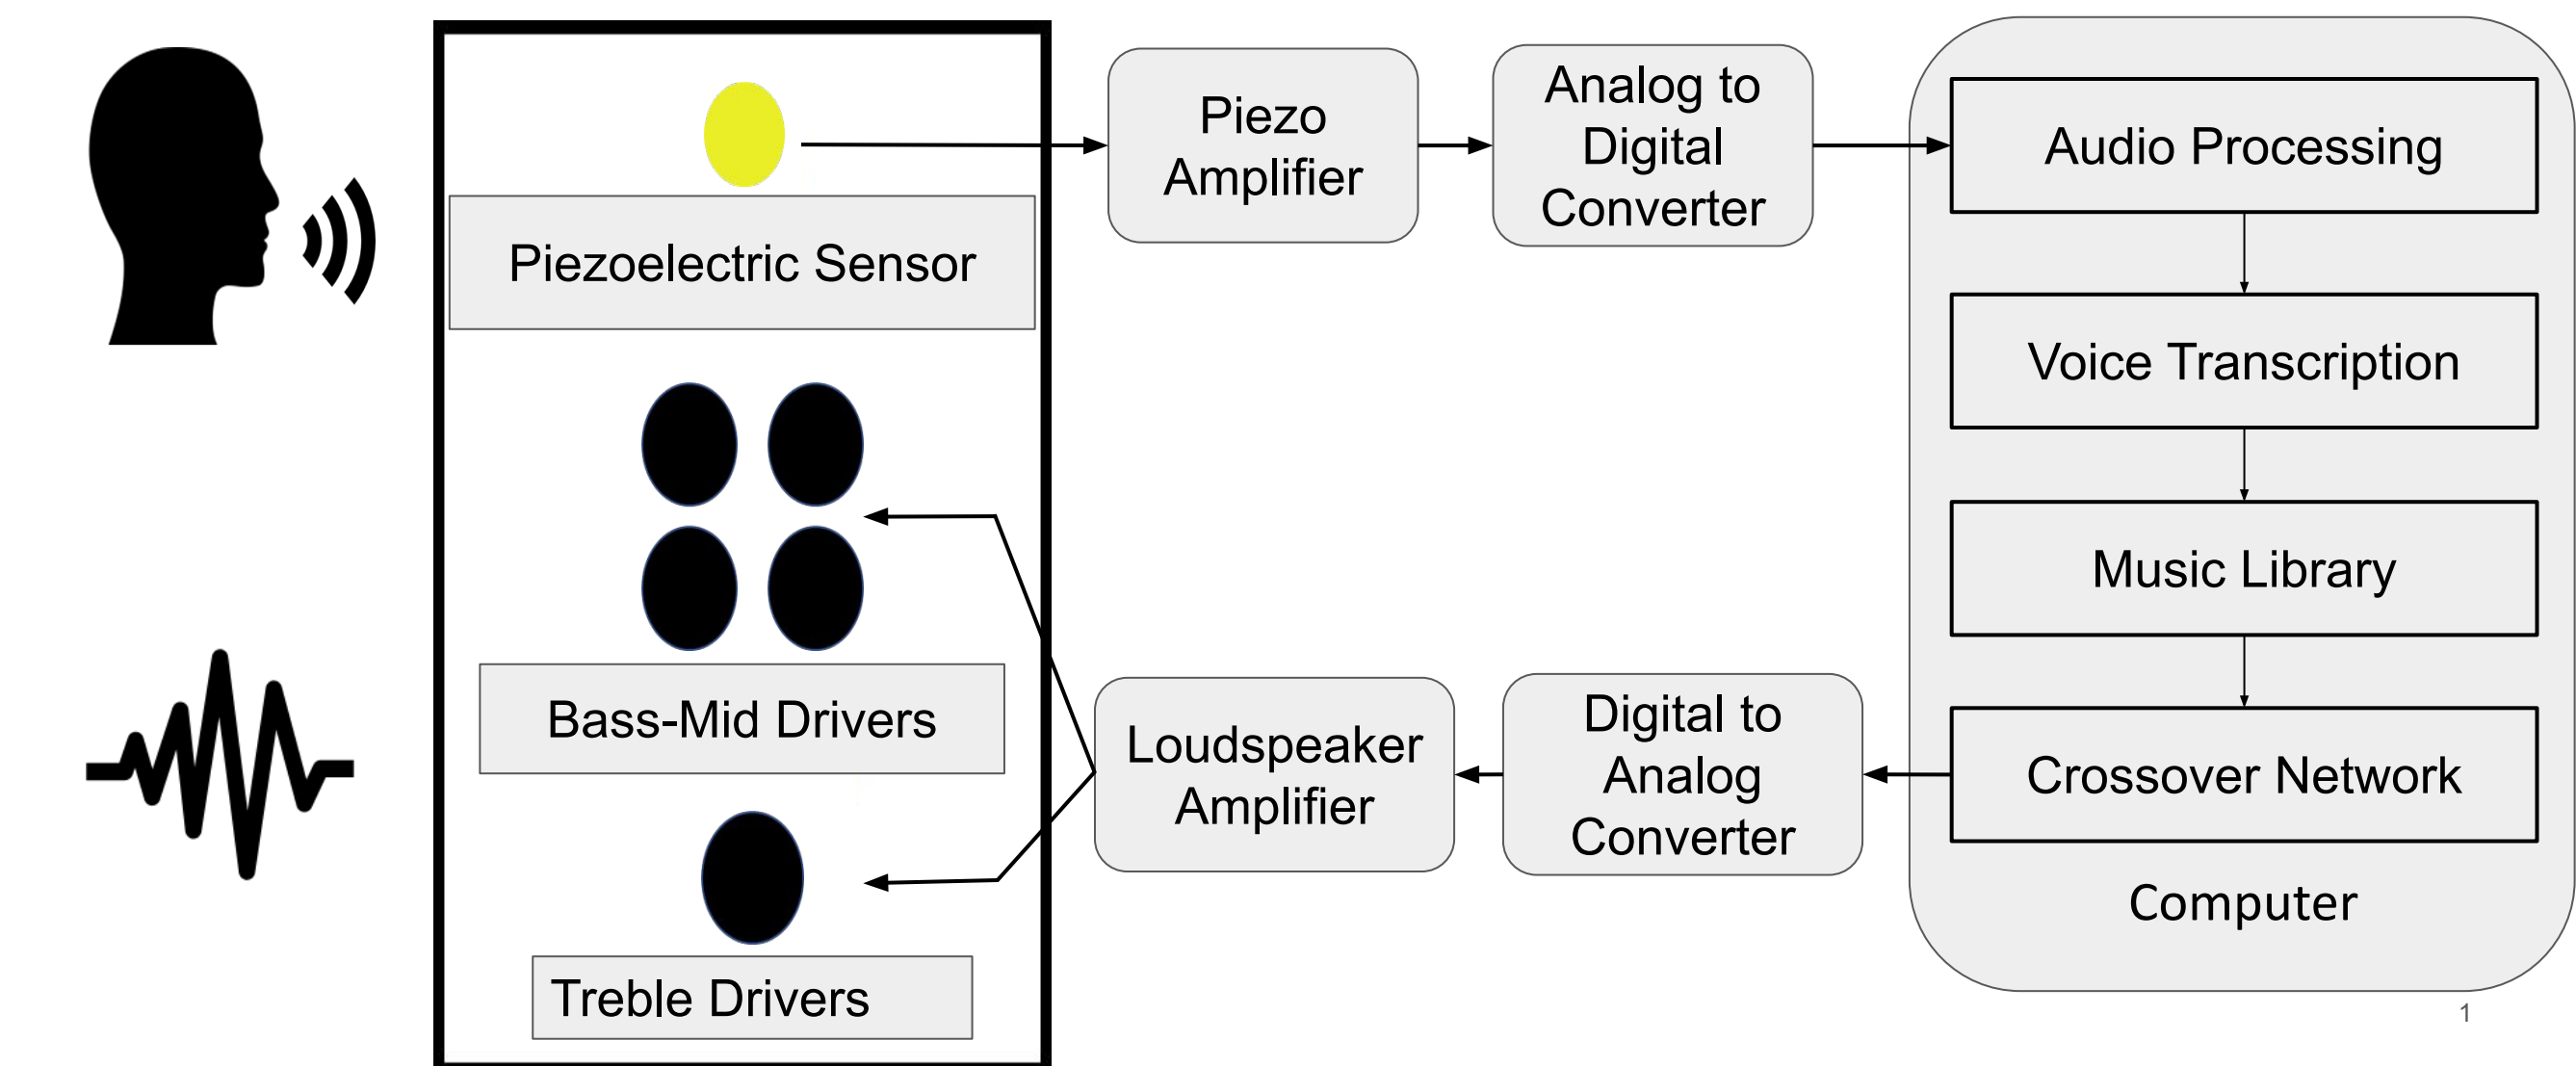 Piezoelectric Sensor
Bass-Mid Drivers
Treble Drivers
Piezo
Amplifier
Analog to
Digital
Converter
Audio Processing
Voice Transcription
Music Library
Crossover Network
Computer
Digital to
Analog
Converter
Loudspeaker
Amplifier
1